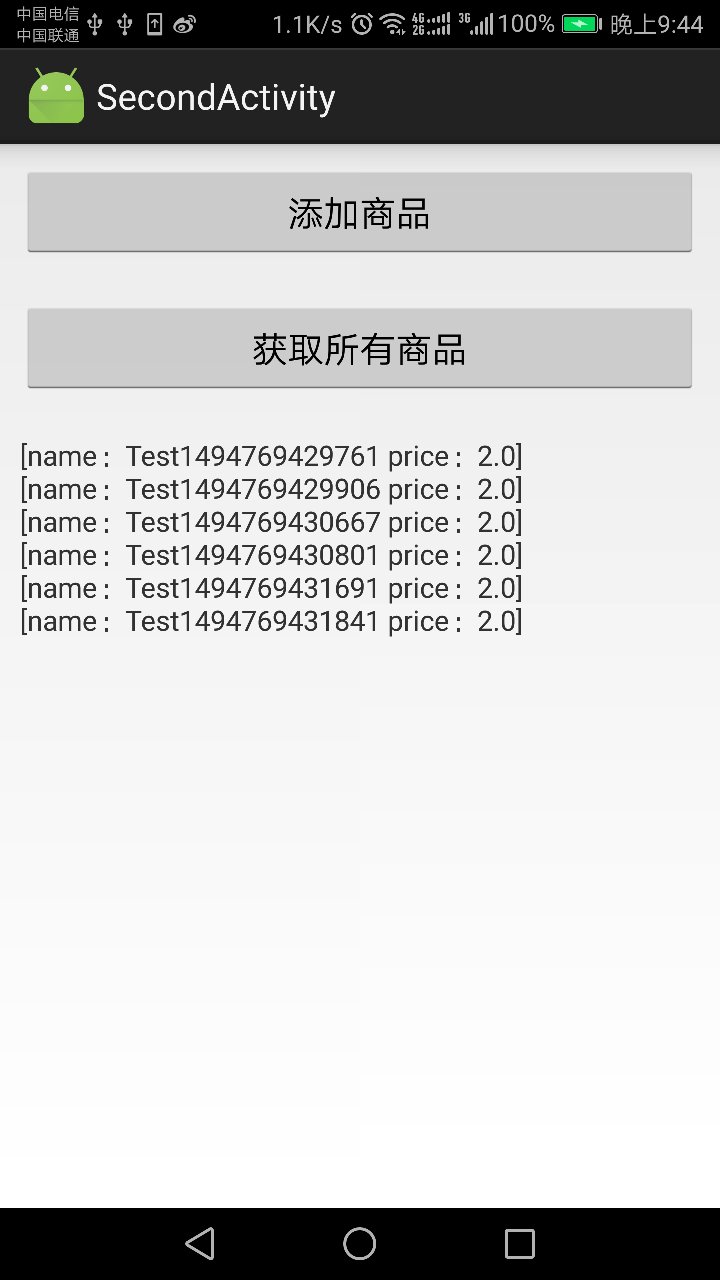 中国电信
中国联通
1.1K/s 4G 2G 3G 100% 晚上9:44
SecondActivity
添加商品
获取所有商品
[name：Test1494769429761 price：2.0]
[name：Test1494769429906 price：2.0]
[name：Test1494769430667 price：2.0]
[name：Test1494769430801 price：2.0]
[name：Test1494769431691 price：2.0]
[name：Test1494769431841 price：2.0]